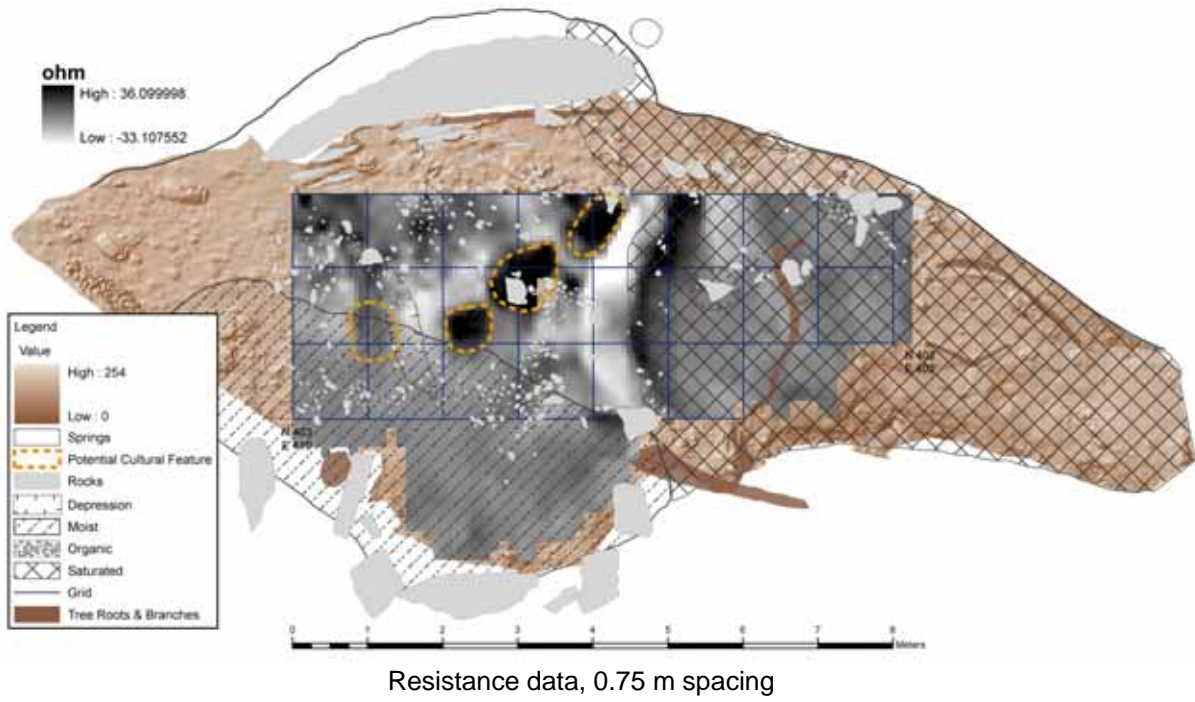 ohm
High : 36.099998
Low : -33.107552
Legend
Value
High : 254
Low : 0
Springs
Potential Cultural Feature
Rocks
Depression
Moist
Organic
Saturated
Grid
Tree Roots & Branches
0 1 2 3 4 5 6 7 8
Meters
Resistance data, 0.75 m spacing